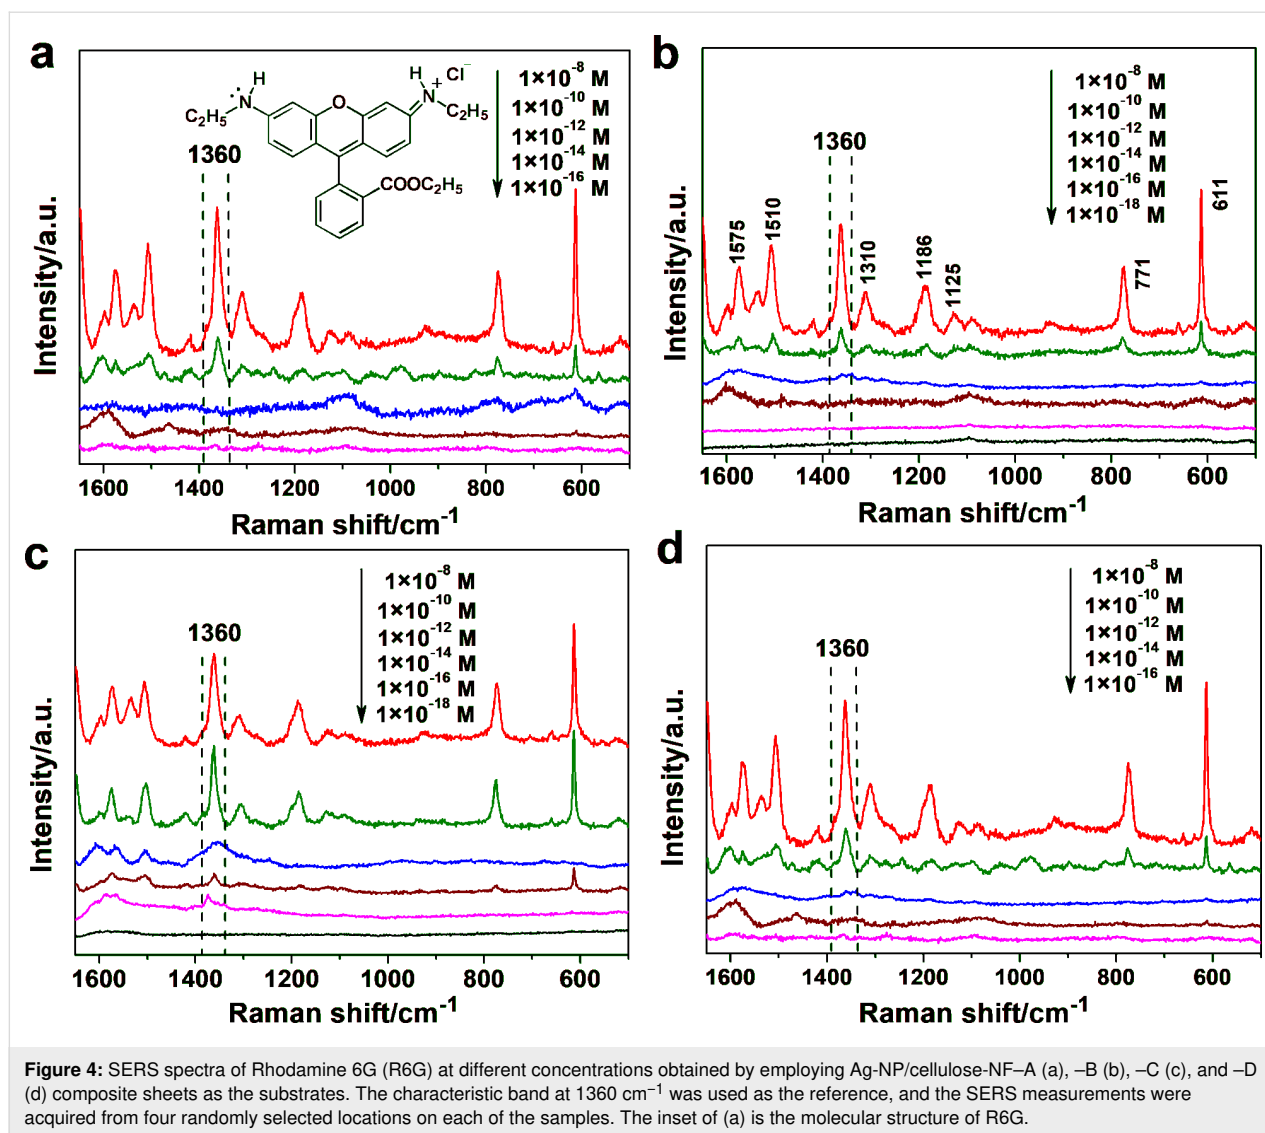 a
H
N
C₂H₅
O
H
N
+
Cl⁻
C₂H₅
COOC₂H₅
1×10⁻⁸ M
1×10⁻¹⁰ M
1×10⁻¹² M
1×10⁻¹⁴ M
1×10⁻¹⁶ M
1360
Intensity/a.u.
1600 1400 1200 1000 800 600
Raman shift/cm⁻¹
b
1×10⁻⁸ M
1×10⁻¹⁰ M
1×10⁻¹² M
1×10⁻¹⁴ M
1×10⁻¹⁶ M
1×10⁻¹⁸ M
1360
1575
1510
1310
1186
1125
771
611
Intensity/a.u.
1600 1400 1200 1000 800 600
Raman shift/cm⁻¹
c
1×10⁻⁸ M
1×10⁻¹⁰ M
1×10⁻¹² M
1×10⁻¹⁴ M
1×10⁻¹⁶ M
1×10⁻¹⁸ M
1360
Intensity/a.u.
1600 1400 1200 1000 800 600
Raman shift/cm⁻¹
d
1×10⁻⁸ M
1×10⁻¹⁰ M
1×10⁻¹² M
1×10⁻¹⁴ M
1×10⁻¹⁶ M
1360
Intensity/a.u.
1600 1400 1200 1000 800 600
Raman shift/cm⁻¹
Figure 4: SERS spectra of Rhodamine 6G (R6G) at different concentrations obtained by employing Ag-NP/cellulose-NF–A (a), –B (b), –C (c), and –D
(d) composite sheets as the substrates. The characteristic band at 1360 cm⁻¹ was used as the reference, and the SERS measurements were
acquired from four randomly selected locations on each of the samples. The inset of (a) is the molecular structure of R6G.